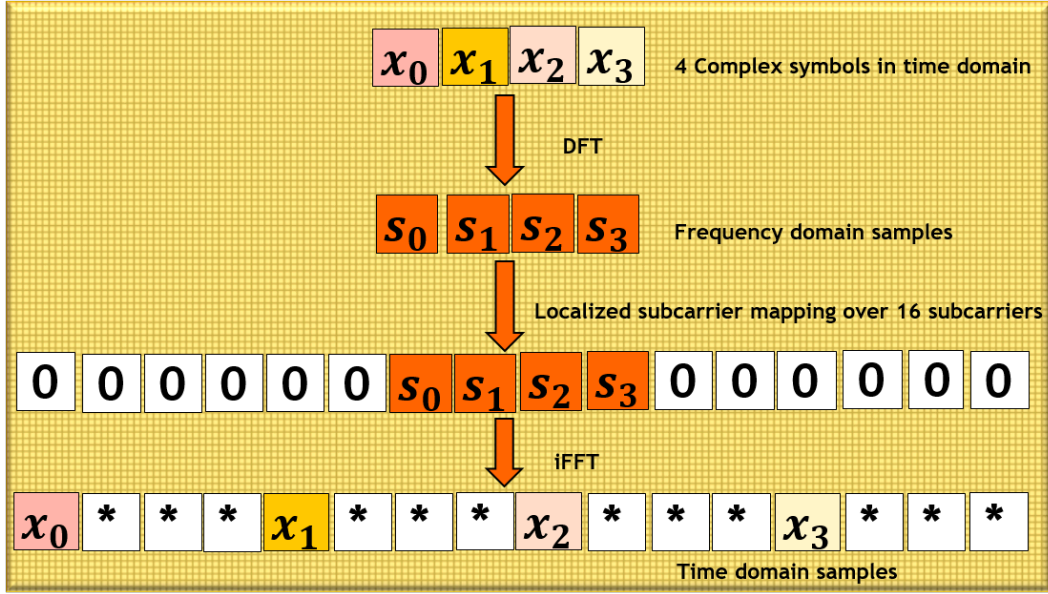 x₀ x₁ x₂ x₃ 4 Complex symbols in time domain
DFT
s₀ s₁ s₂ s₃ Frequency domain samples
Localized subcarrier mapping over 16 subcarriers
0 0 0 0 0 0 s₀ s₁ s₂ s₃ 0 0 0 0 0 0
iFFT
x₀ * * * x₁ * * * x₂ * * * x₃ * * *
Time domain samples